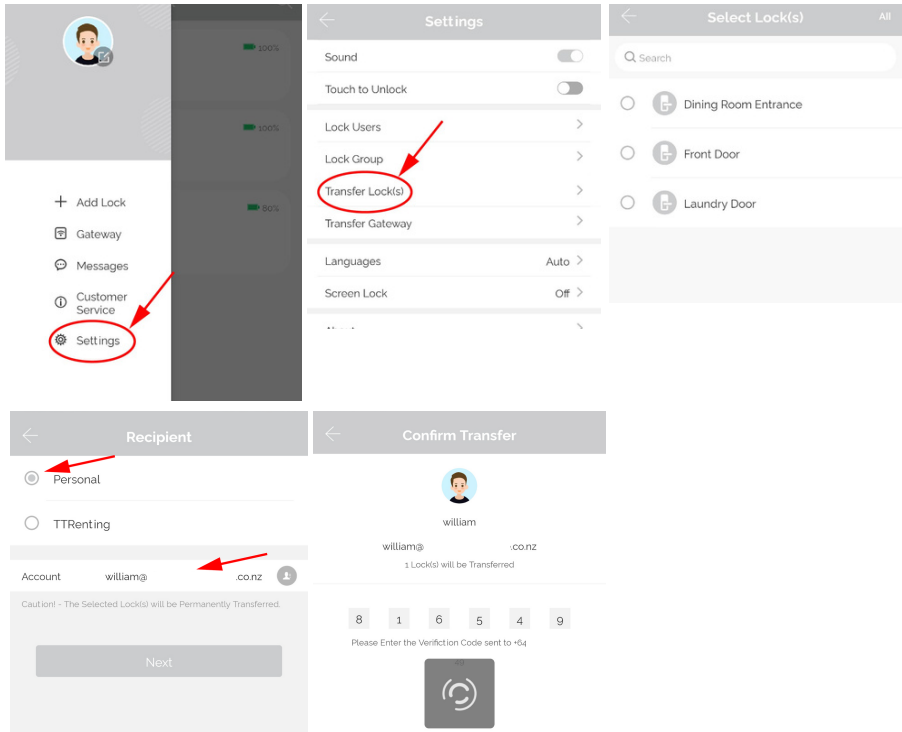 100%
100%
60%
Add Lock
Gateway
Messages
Customer
Service
Settings
Settings
Sound
Touch to Unlock
Lock Users
Lock Group
Transfer Lock(s)
Transfer Gateway
Languages Auto
Screen Lock Off
Select Lock(s) All
Search
Dining Room Entrance
Front Door
Laundry Door
Recipient
Personal
TTRenting
Account william@ .co.nz
Caution! - The Selected Lock(s) will be Permanently Transferred.
Next
Confirm Transfer
william
william@ .co.nz
1 Lock(s) will be Transferred
8 1 6 5 4 9
Please Enter the Verifiction Code sent to +64